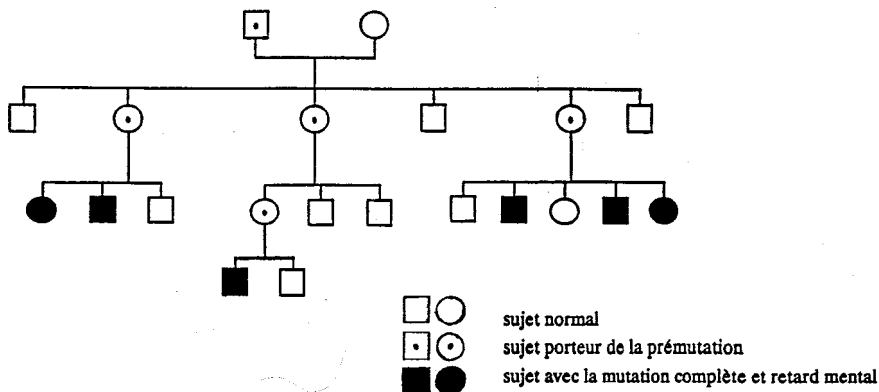 sujet normal
sujet porteur de la prémutation
sujet avec la mutation complète et retard mental